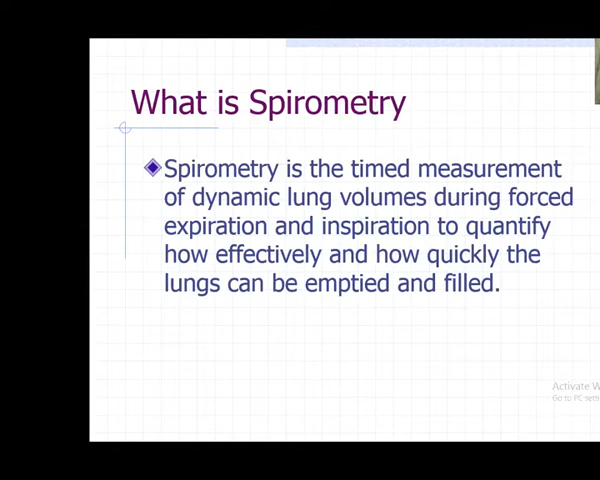 What is Spirometry
Spirometry is the timed measurement
of dynamic lung volumes during forced
expiration and inspiration to quantify
how effectively and how quickly the
lungs can be emptied and filled.
Activate W
Go to PC setti